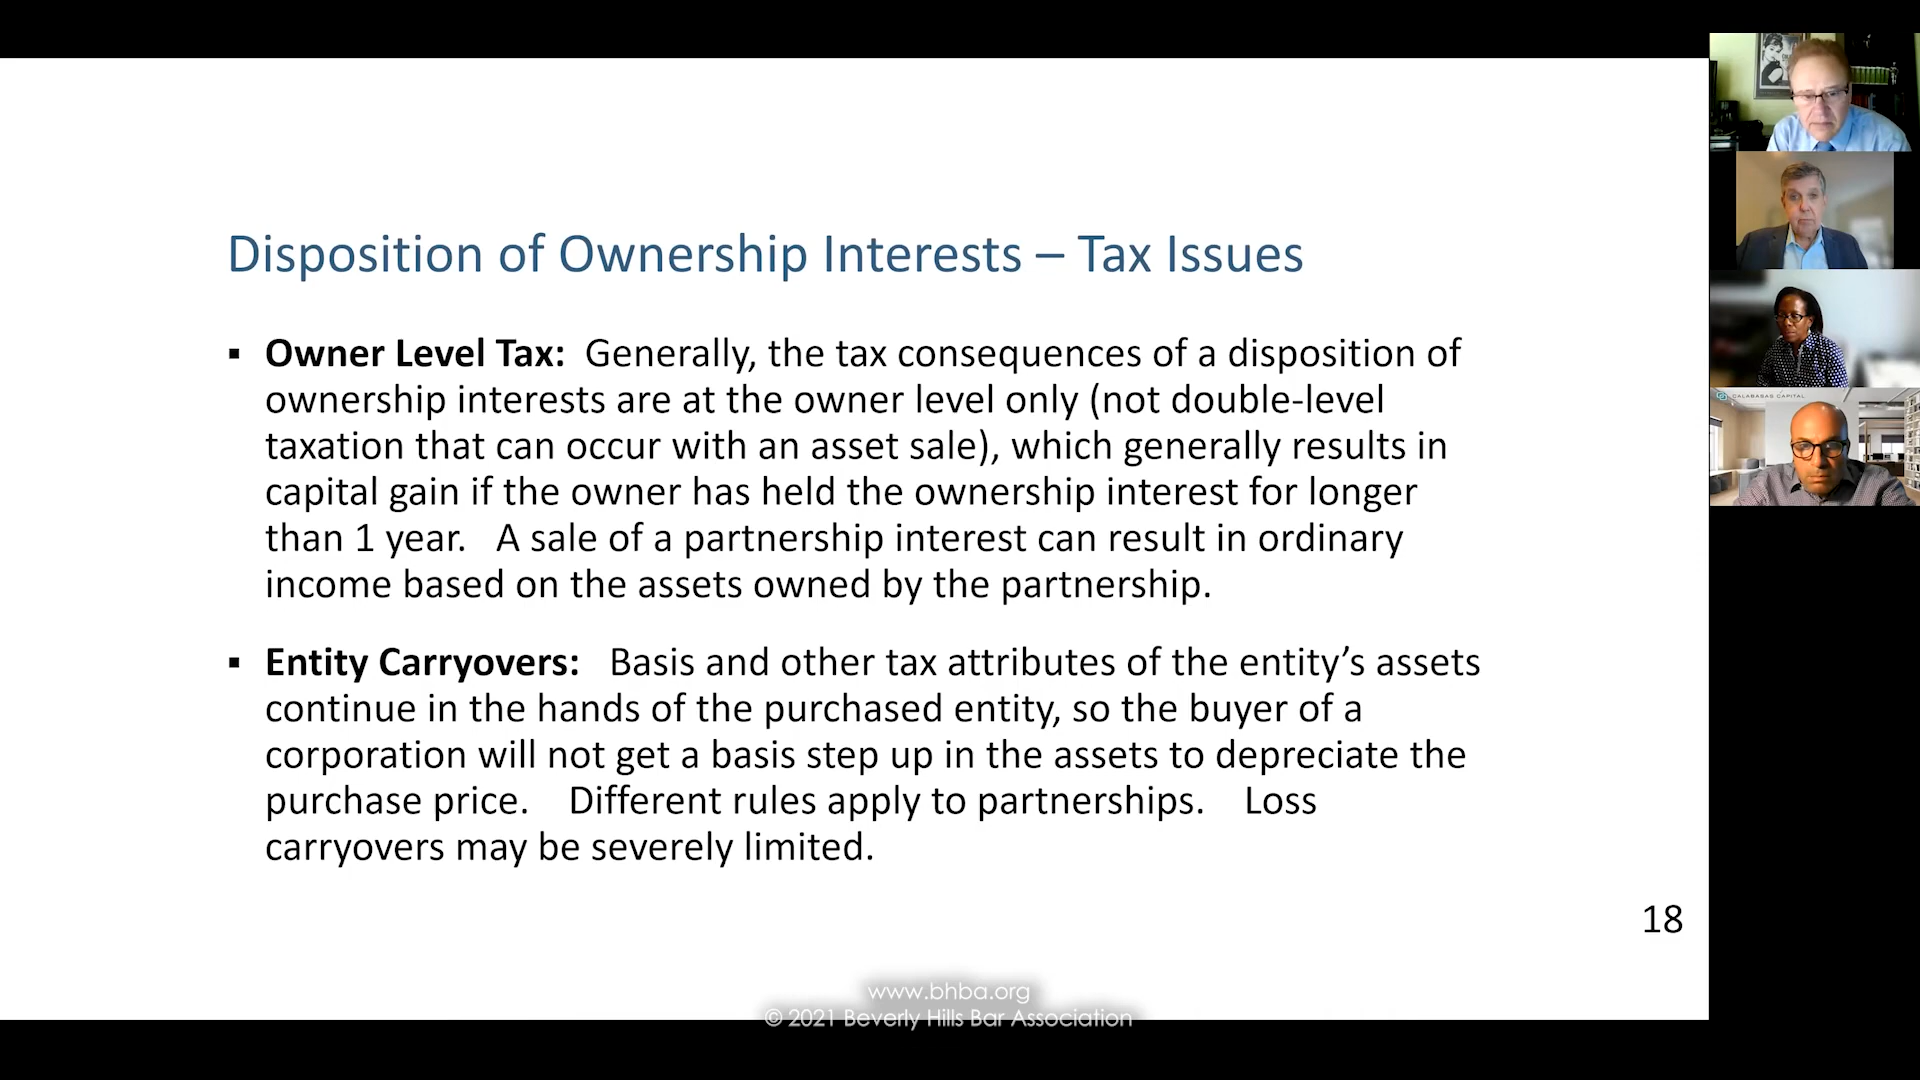 Disposition of Ownership Interests – Tax Issues
▪ Owner Level Tax: Generally, the tax consequences of a disposition of
ownership interests are at the owner level only (not double-level
taxation that can occur with an asset sale), which generally results in
capital gain if the owner has held the ownership interest for longer
than 1 year. A sale of a partnership interest can result in ordinary
income based on the assets owned by the partnership.
▪ Entity Carryovers: Basis and other tax attributes of the entity’s assets
continue in the hands of the purchased entity, so the buyer of a
corporation will not get a basis step up in the assets to depreciate the
purchase price. Different rules apply to partnerships. Loss
carryovers may be severely limited.
18
www.bhba.org
© 2021 Beverly Hills Bar Association
CALABASAS CAPITAL